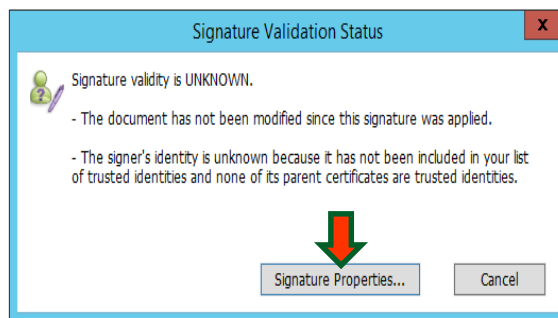 Signature Validation Status
x
Signature validity is UNKNOWN.
- The document has not been modified since this signature was applied.
- The signer's identity is unknown because it has not been included in your list
of trusted identities and none of its parent certificates are trusted identities.
Signature Properties...
Cancel